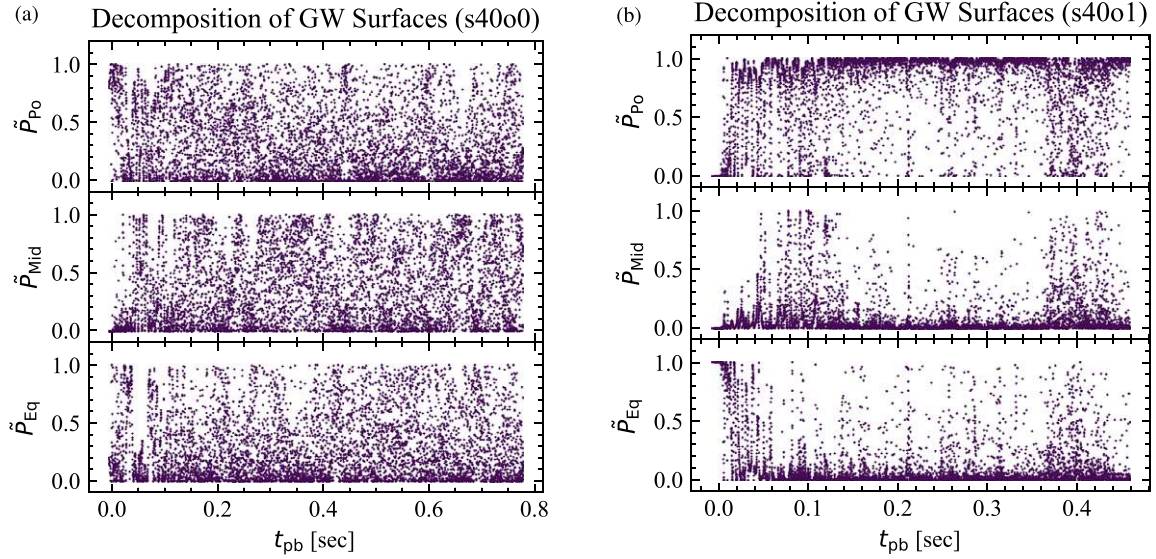 (a)
Decomposition of GW Surfaces (s40o0)
1.0
0.5
0.0
P̃Po
1.0
0.5
0.0
P̃Mid
1.0
0.5
0.0
P̃Eq
0.0 0.2 0.4 0.6 0.8
tpb [sec]
(b)
Decomposition of GW Surfaces (s40o1)
1.0
0.5
0.0
P̃Po
1.0
0.5
0.0
P̃Mid
1.0
0.5
0.0
P̃Eq
0.0 0.1 0.2 0.3 0.4
tpb [sec]